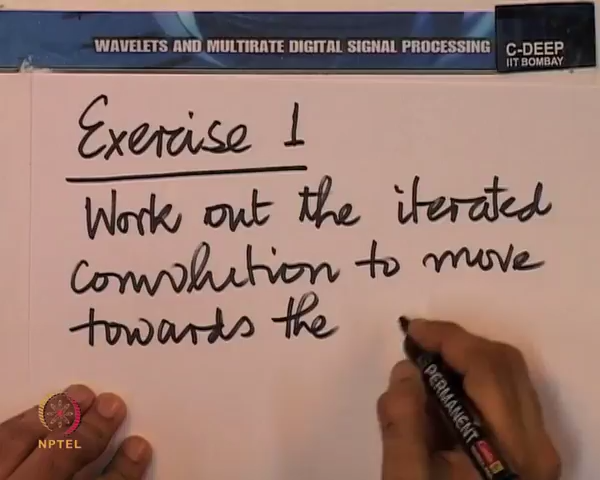 WAVELETS AND MULTIRATE DIGITAL SIGNAL PROCESSING
C-DEEP
IIT BOMBAY
Exercise 1
Work out the iterated
convolution to move
towards the
PERMANENT
NPTEL